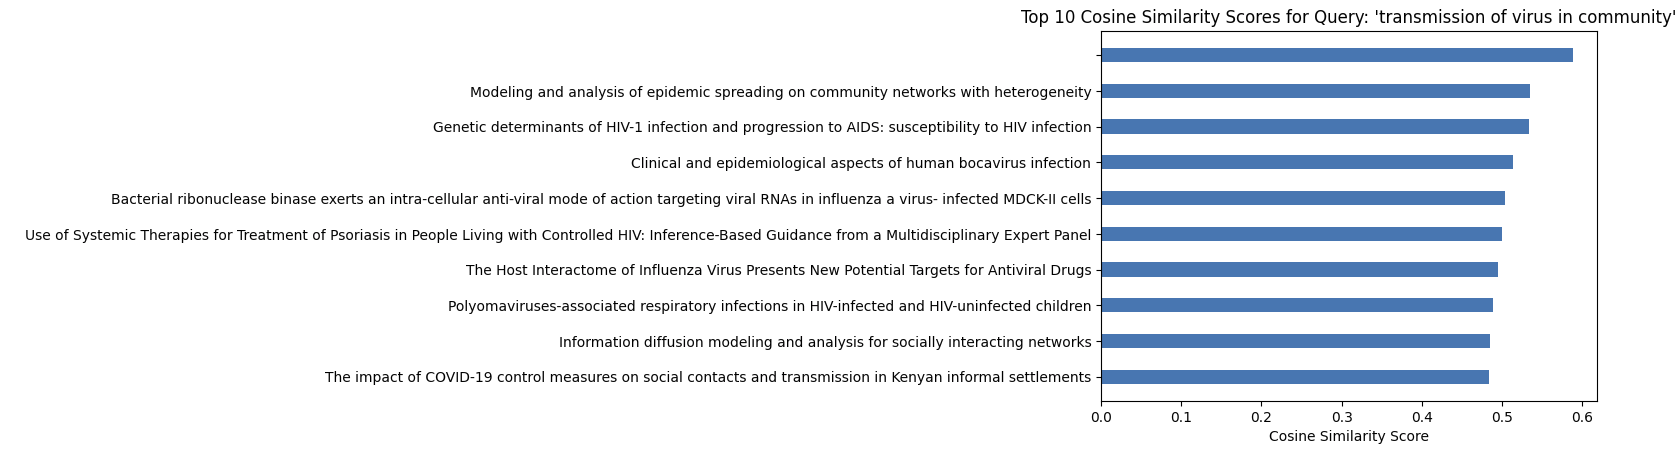 Top 10 Cosine Similarity Scores for Query: 'transmission of virus in community'
Modeling and analysis of epidemic spreading on community networks with heterogeneity
Genetic determinants of HIV-1 infection and progression to AIDS: susceptibility to HIV infection
Clinical and epidemiological aspects of human bocavirus infection
Bacterial ribonuclease binase exerts an intra-cellular anti-viral mode of action targeting viral RNAs in influenza a virus- infected MDCK-II cells
Use of Systemic Therapies for Treatment of Psoriasis in People Living with Controlled HIV: Inference-Based Guidance from a Multidisciplinary Expert Panel
The Host Interactome of Influenza Virus Presents New Potential Targets for Antiviral Drugs
Polyomaviruses-associated respiratory infections in HIV-infected and HIV-uninfected children
Information diffusion modeling and analysis for socially interacting networks
The impact of COVID-19 control measures on social contacts and transmission in Kenyan informal settlements
0.0 0.1 0.2 0.3 0.4 0.5 0.6
Cosine Similarity Score